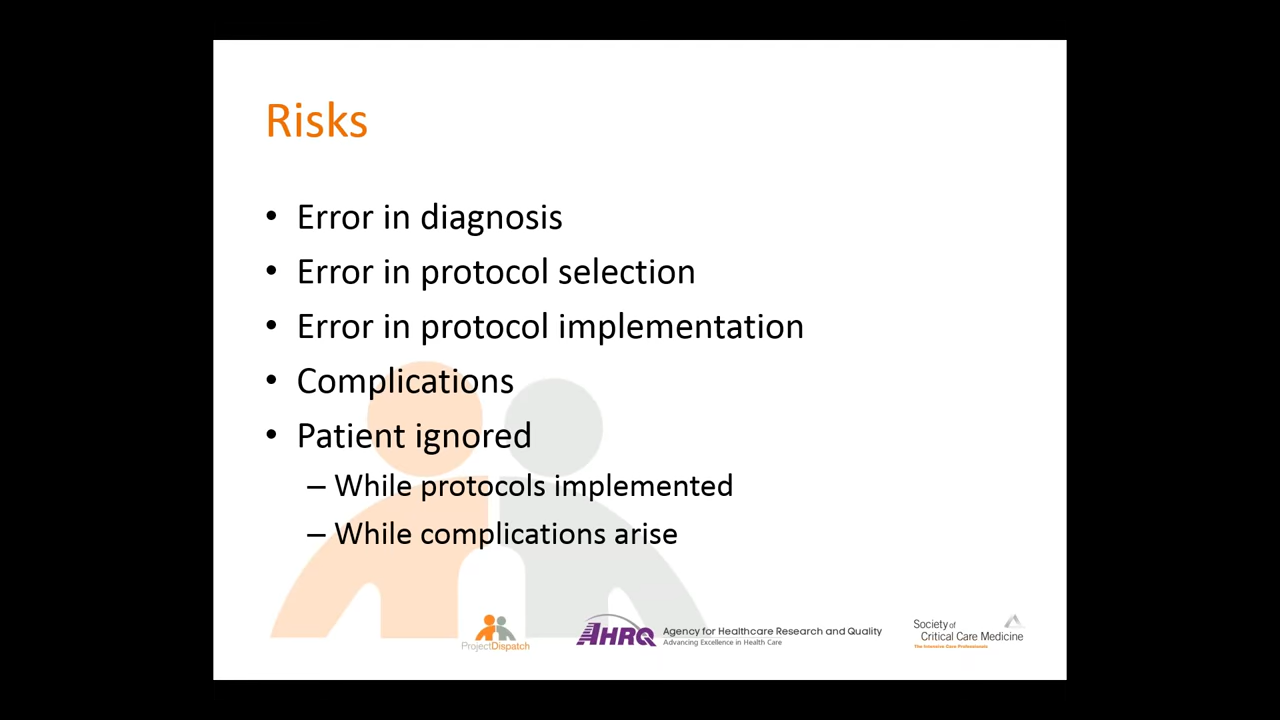 Risks
• Error in diagnosis
• Error in protocol selection
• Error in protocol implementation
• Complications
• Patient ignored
– While protocols implemented
– While complications arise
ProjectDispatch
AHRQ
Agency for Healthcare Research and Quality
Advancing Excellence in Health Care
Society of
Critical Care Medicine
The Intensive Care Professionals